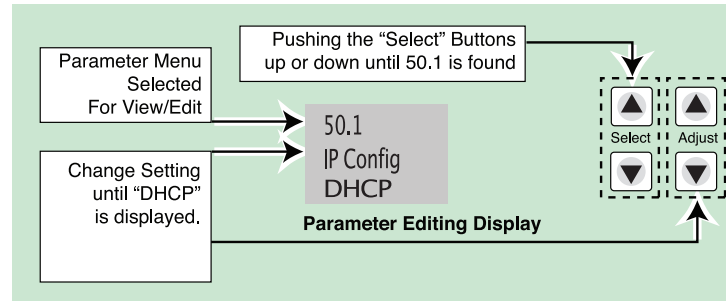 Pushing the “Select” Buttons
up or down until 50.1 is found
Parameter Menu
Selected
For View/Edit
50.1
IP Config
DHCP
Select
Adjust
Change Setting
until “DHCP”
is displayed.
Parameter Editing Display